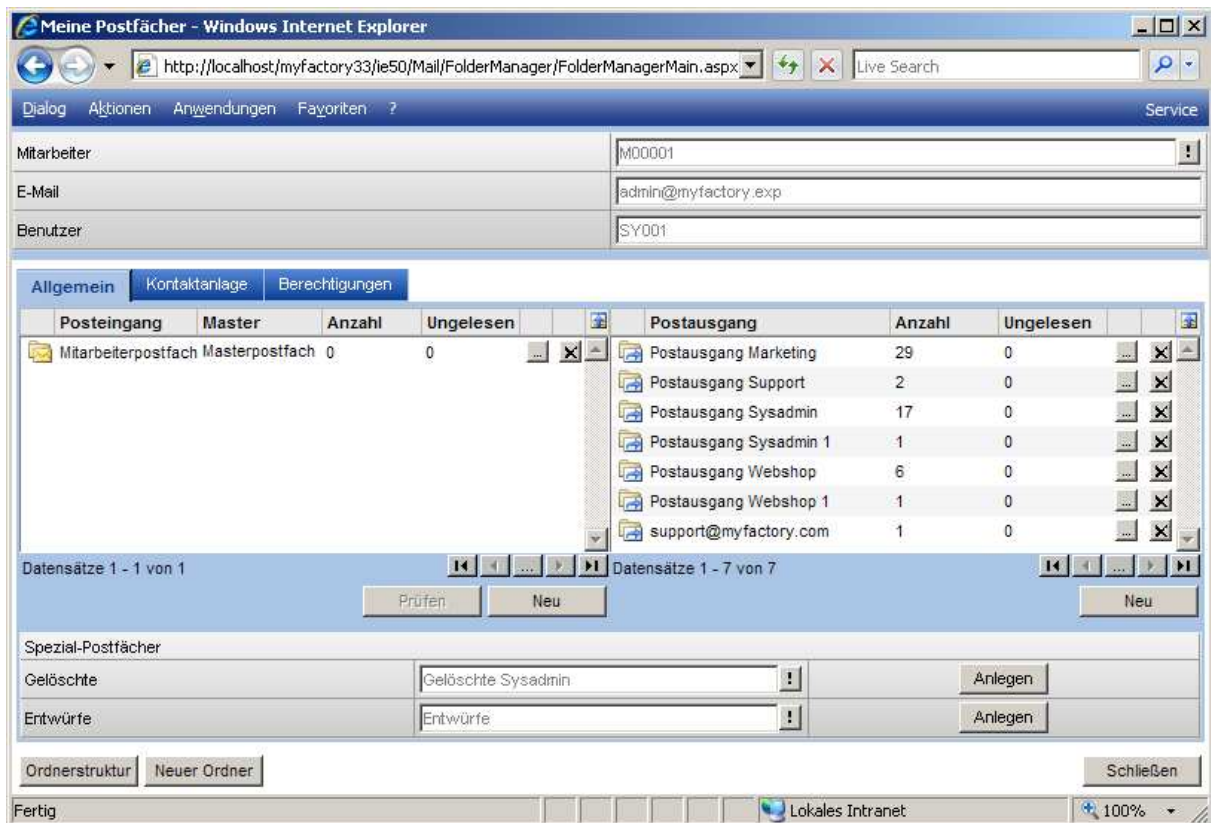 Meine Postfächer - Windows Internet Explorer
http://localhost/myfactory33/ie50/Mail/FolderManager/FolderManagerMain.aspx
Live Search
Dialog Aktionen Anwendungen Favoriten ? Service
Mitarbeiter M00001 !
E-Mail admin@myfactory.exp
Benutzer SY001
Allgemein Kontaktanlage Berechtigungen
Posteingang Master Anzahl Ungelesen Postausgang Anzahl Ungelesen
Mitarbeiterpostfach Masterpostfach 0 0 ... Postausgang Marketing 29 0 ...
Postausgang Support 2 0 ...
Postausgang Sysadmin 17 0 ...
Postausgang Sysadmin 1 1 0 ...
Postausgang Webshop 6 0 ...
Postausgang Webshop 1 1 0 ...
support@myfactory.com 1 0 ...
Datensätze 1 - 1 von 1 ... Datensätze 1 - 7 von 7 ...
Prüfen Neu Neu
Spezial-Postfächer
Gelöschte Gelöschte Sysadmin ! Anlegen
Entwürfe Entwürfe ! Anlegen
Ordnerstruktur Neuer Ordner Schließen
Fertig Lokales Intranet 100%